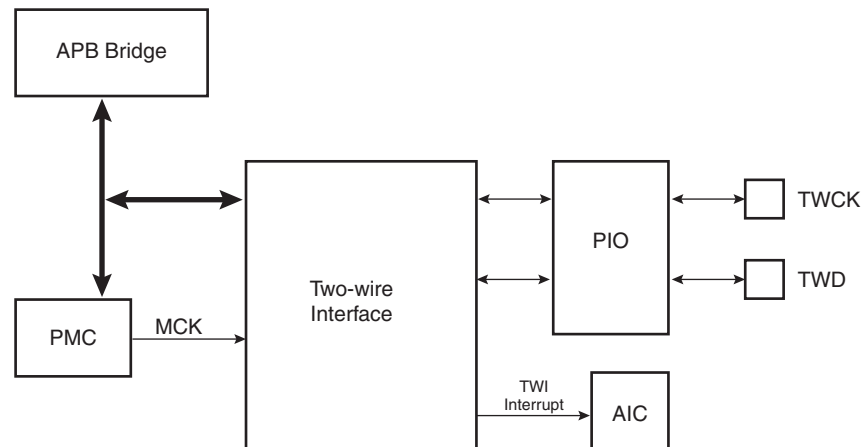 APB Bridge
TWCK
PIO
TWD
Two-wire
Interface
PMC
MCK
TWI
Interrupt
AIC